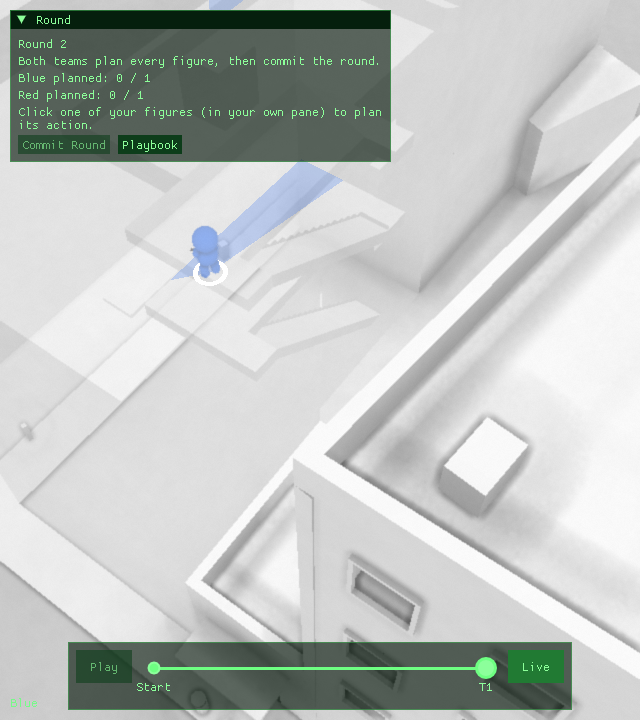 Round
Round 2
Both teams plan every figure, then commit the round.
Blue planned: 0 / 1
Red planned: 0 / 1
Click one of your figures (in your own pane) to plan
its action.
Commit Round
Playbook
Play
Live
Start
T1